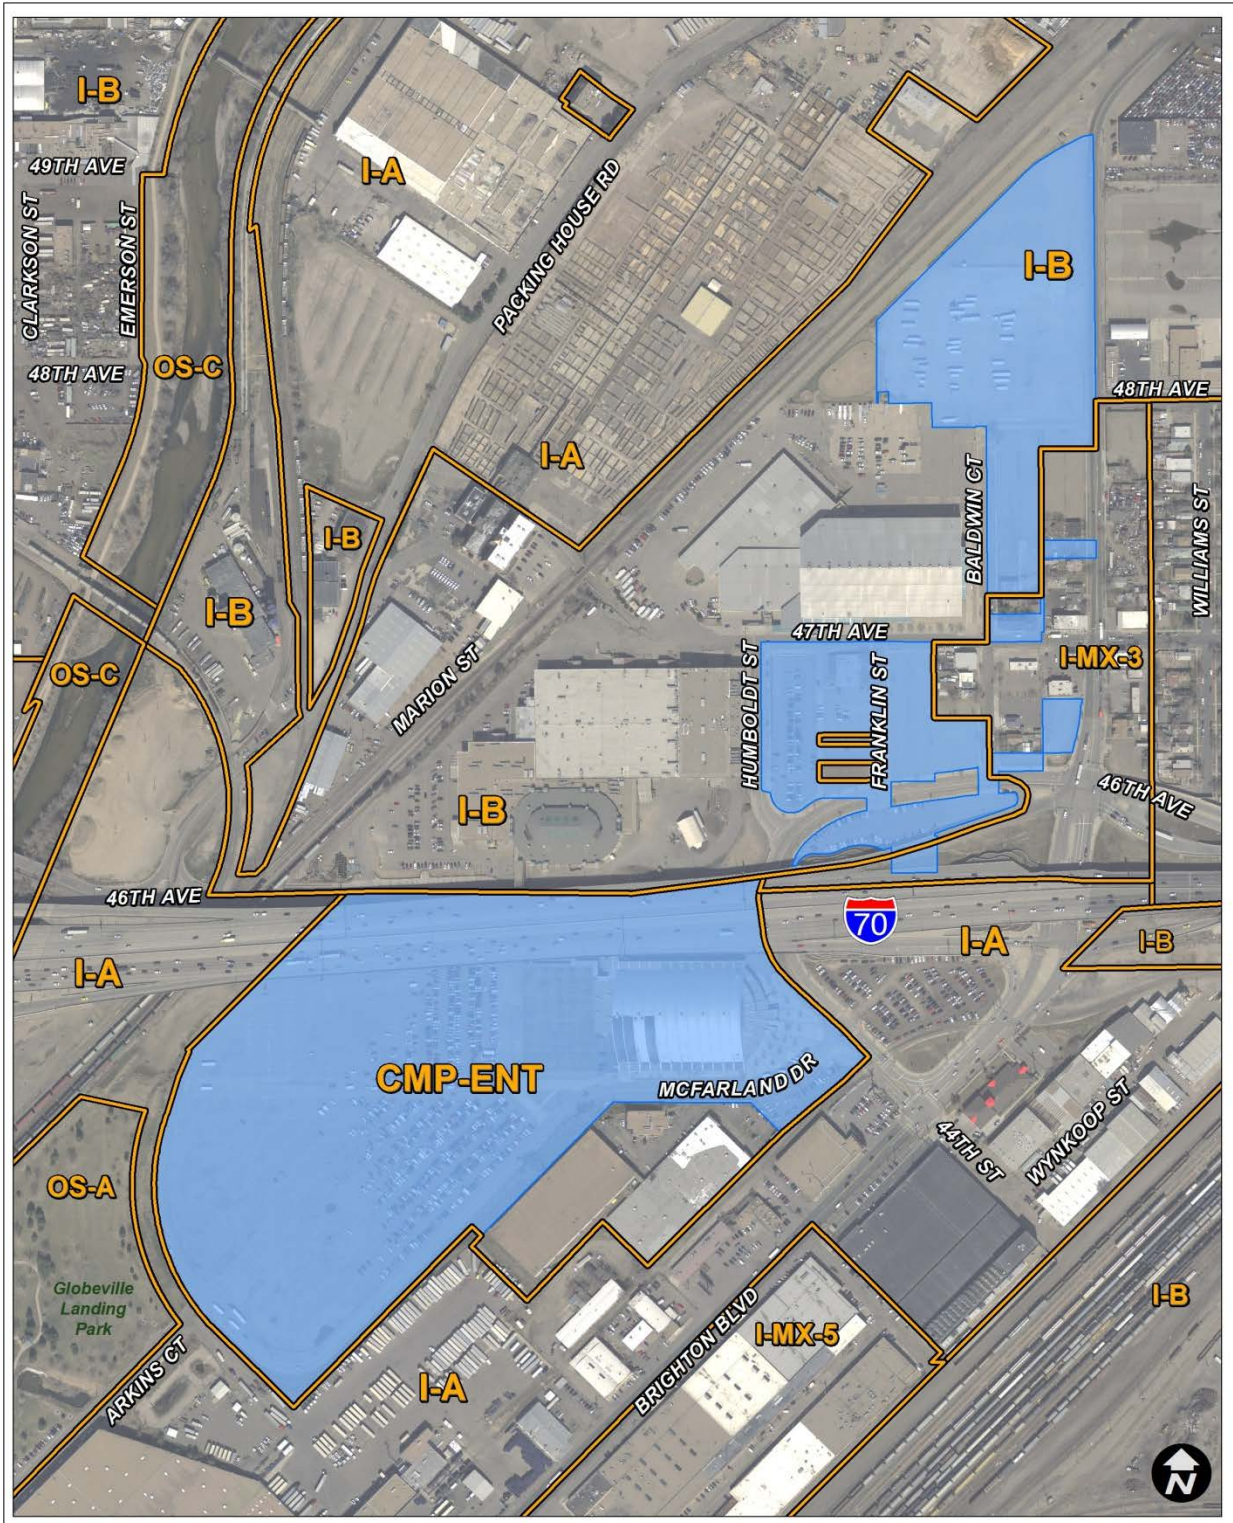 I-B
49TH AVE
I-A
CLARKSON ST
EMERSON ST
PACKING HOUSE RD
I-B
48TH AVE
OS-C
48TH AVE
I-A
BALDWIN CT
WILLIAMS ST
I-B
I-B
47TH AVE
OS-C
MARION ST
HUMBOLDT ST
FRANKLIN ST
I-MX-3
46TH AVE
I-B
46TH AVE
70
I-A
I-A
I-B
CMP-ENT
MCFARLAND DR
WYNKOOP ST
44TH ST
OS-A
Globeville
Landing
Park
I-B
BRIGHTON BLVD
I-MX-5
ARKINS CT
I-A
N